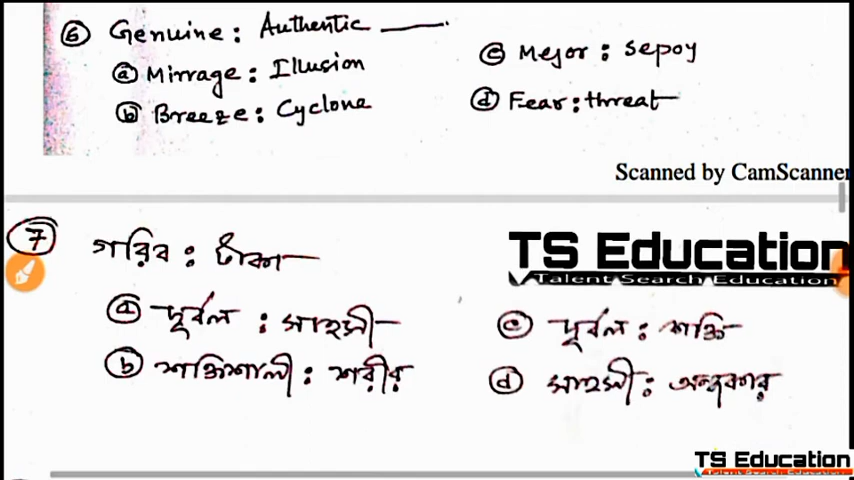 ⑥ Genuine : Authentic ——.
ⓐ Mirrage : Illusion
ⓑ Breeze : Cyclone
ⓒ Mejor : Sepoy
ⓓ Fear : threat
Scanned by CamScanner
⑦ গরিব : টাকা —
ⓐ দুর্বল : সাহসী —
ⓑ শক্তিশালী : শরীর
ⓒ দুর্বল : শক্তি
ⓓ সাহসী : অন্ধকার
TS Education
Talent Search Education
TS Education